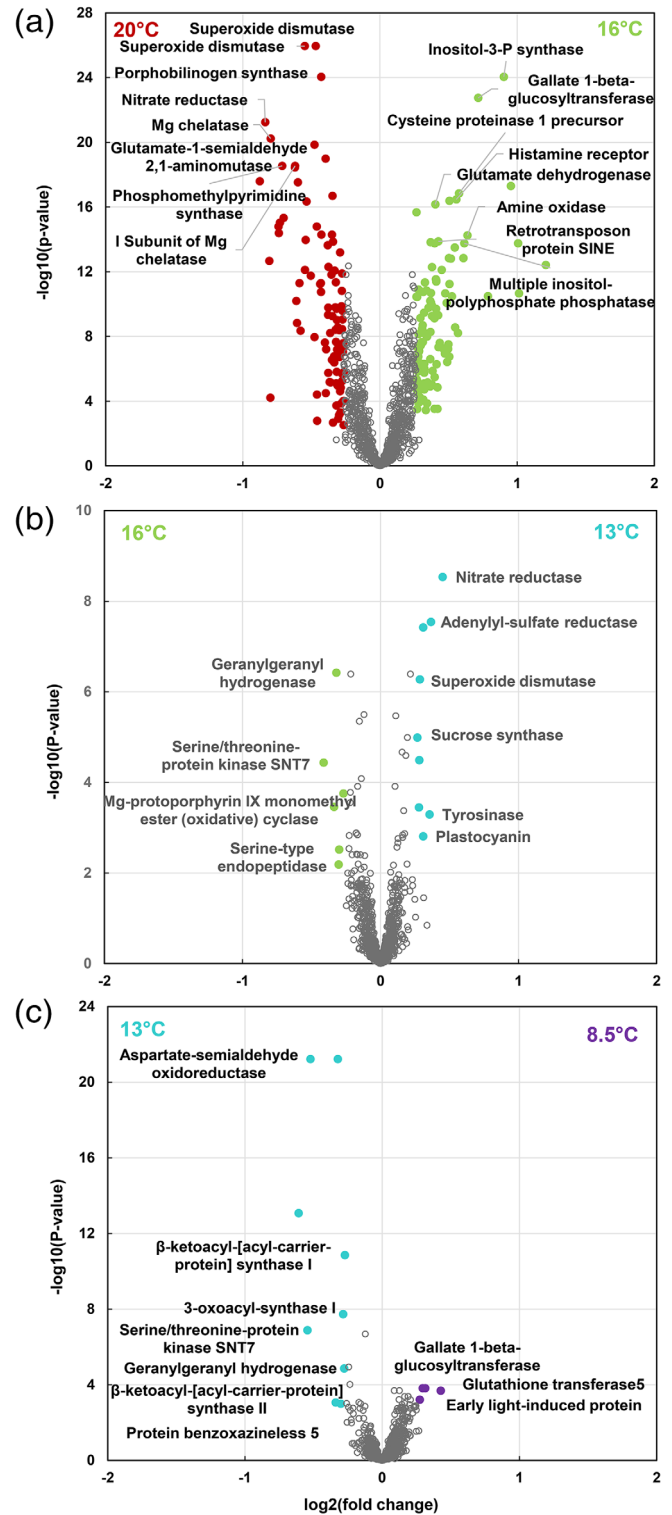 (a)
20°C
16°C
Superoxide dismutase
Superoxide dismutase
Porphobilinogen synthase
Nitrate reductase
Mg chelatase
Glutamate-1-semialdehyde
2,1-aminomutase
Phosphomethylpyrimidine
synthase
I Subunit of Mg
chelatase
Inositol-3-P synthase
Gallate 1-beta-
glucosyltransferase
Cysteine proteinase 1 precursor
Histamine receptor
Glutamate dehydrogenase
Amine oxidase
Retrotransposon
protein SINE
Multiple inositol-
polyphosphate phosphatase
-log10(p-value)
28
24
20
16
12
8
4
0
-2
-1
0
1
2
(b)
16°C
13°C
Nitrate reductase
Adenylyl-sulfate reductase
Geranylgeranyl
hydrogenase
Superoxide dismutase
Sucrose synthase
Serine/threonine-
protein kinase SNT7
Mg-protoporphyrin IX monomethyl
ester (oxidative) cyclase
Tyrosinase
Plastocyanin
Serine-type
endopeptidase
-log10(P-value)
10
8
6
4
2
0
-2
-1
0
1
2
(c)
13°C
8.5°C
Aspartate-semialdehyde
oxidoreductase
β-ketoacyl-[acyl-carrier-
protein] synthase I
3-oxoacyl-synthase I
Serine/threonine-protein
kinase SNT7
Geranylgeranyl hydrogenase
β-ketoacyl-[acyl-carrier-protein]
synthase II
Protein benzoxazineless 5
Gallate 1-beta-
glucosyltransferase
Glutathione transferase5
Early light-induced protein
-log10(P-value)
24
20
16
12
8
4
0
-2
-1
0
1
2
log2(fold change)